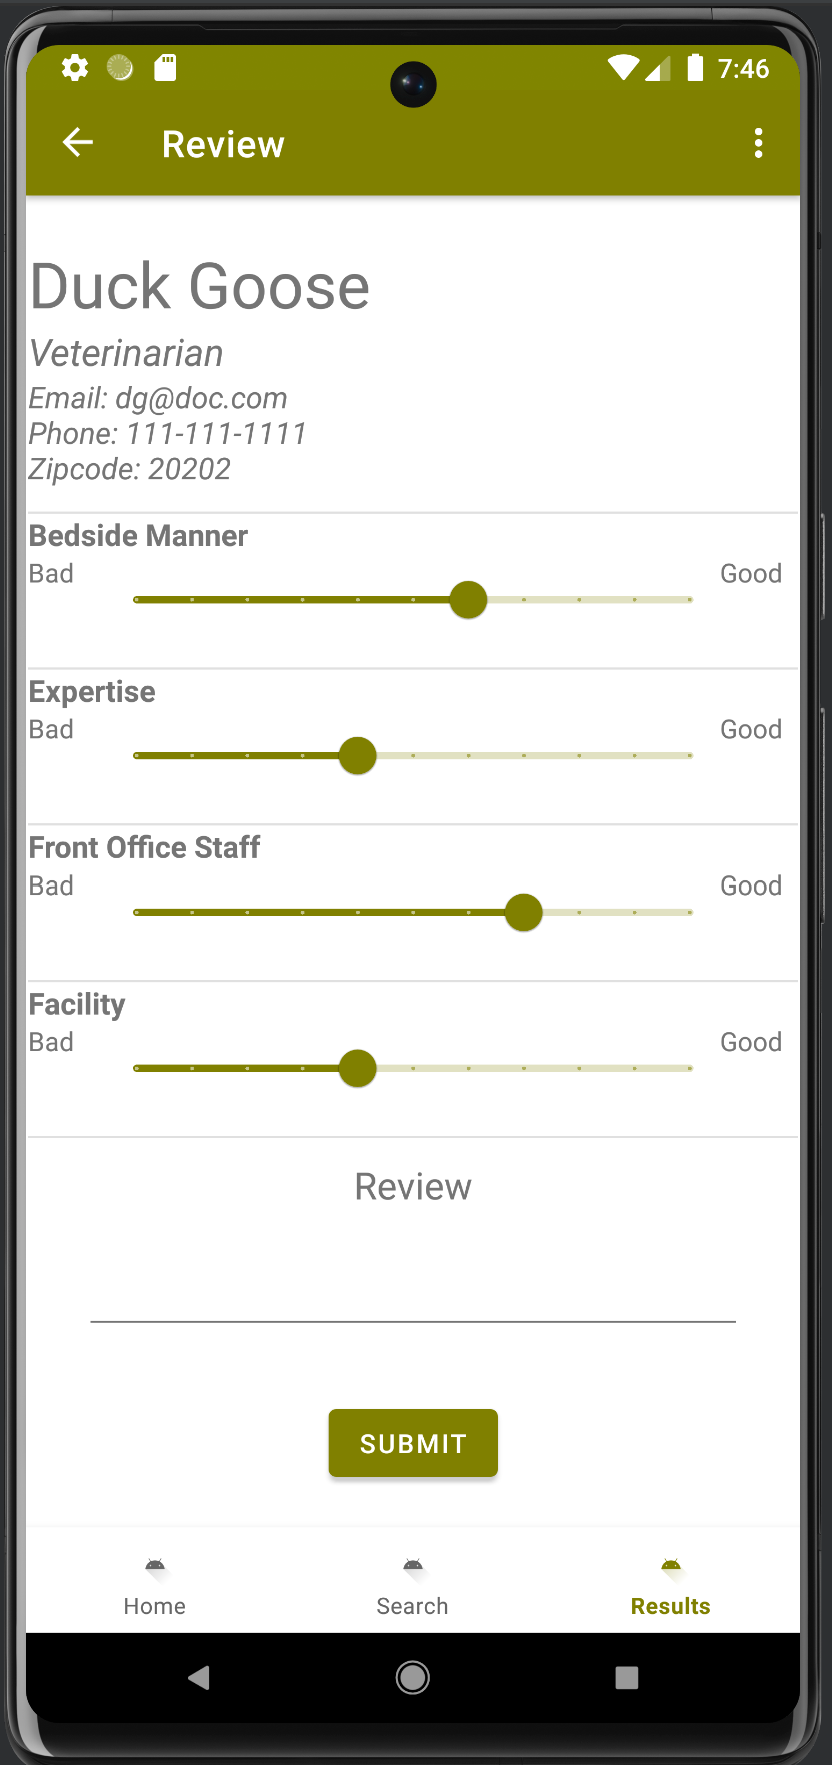 7:46
Review
Duck Goose
Veterinarian
Email: dg@doc.com
Phone: 111-111-1111
Zipcode: 20202
Bedside Manner
Bad Good
Expertise
Bad Good
Front Office Staff
Bad Good
Facility
Bad Good
Review
SUBMIT
Home Search Results